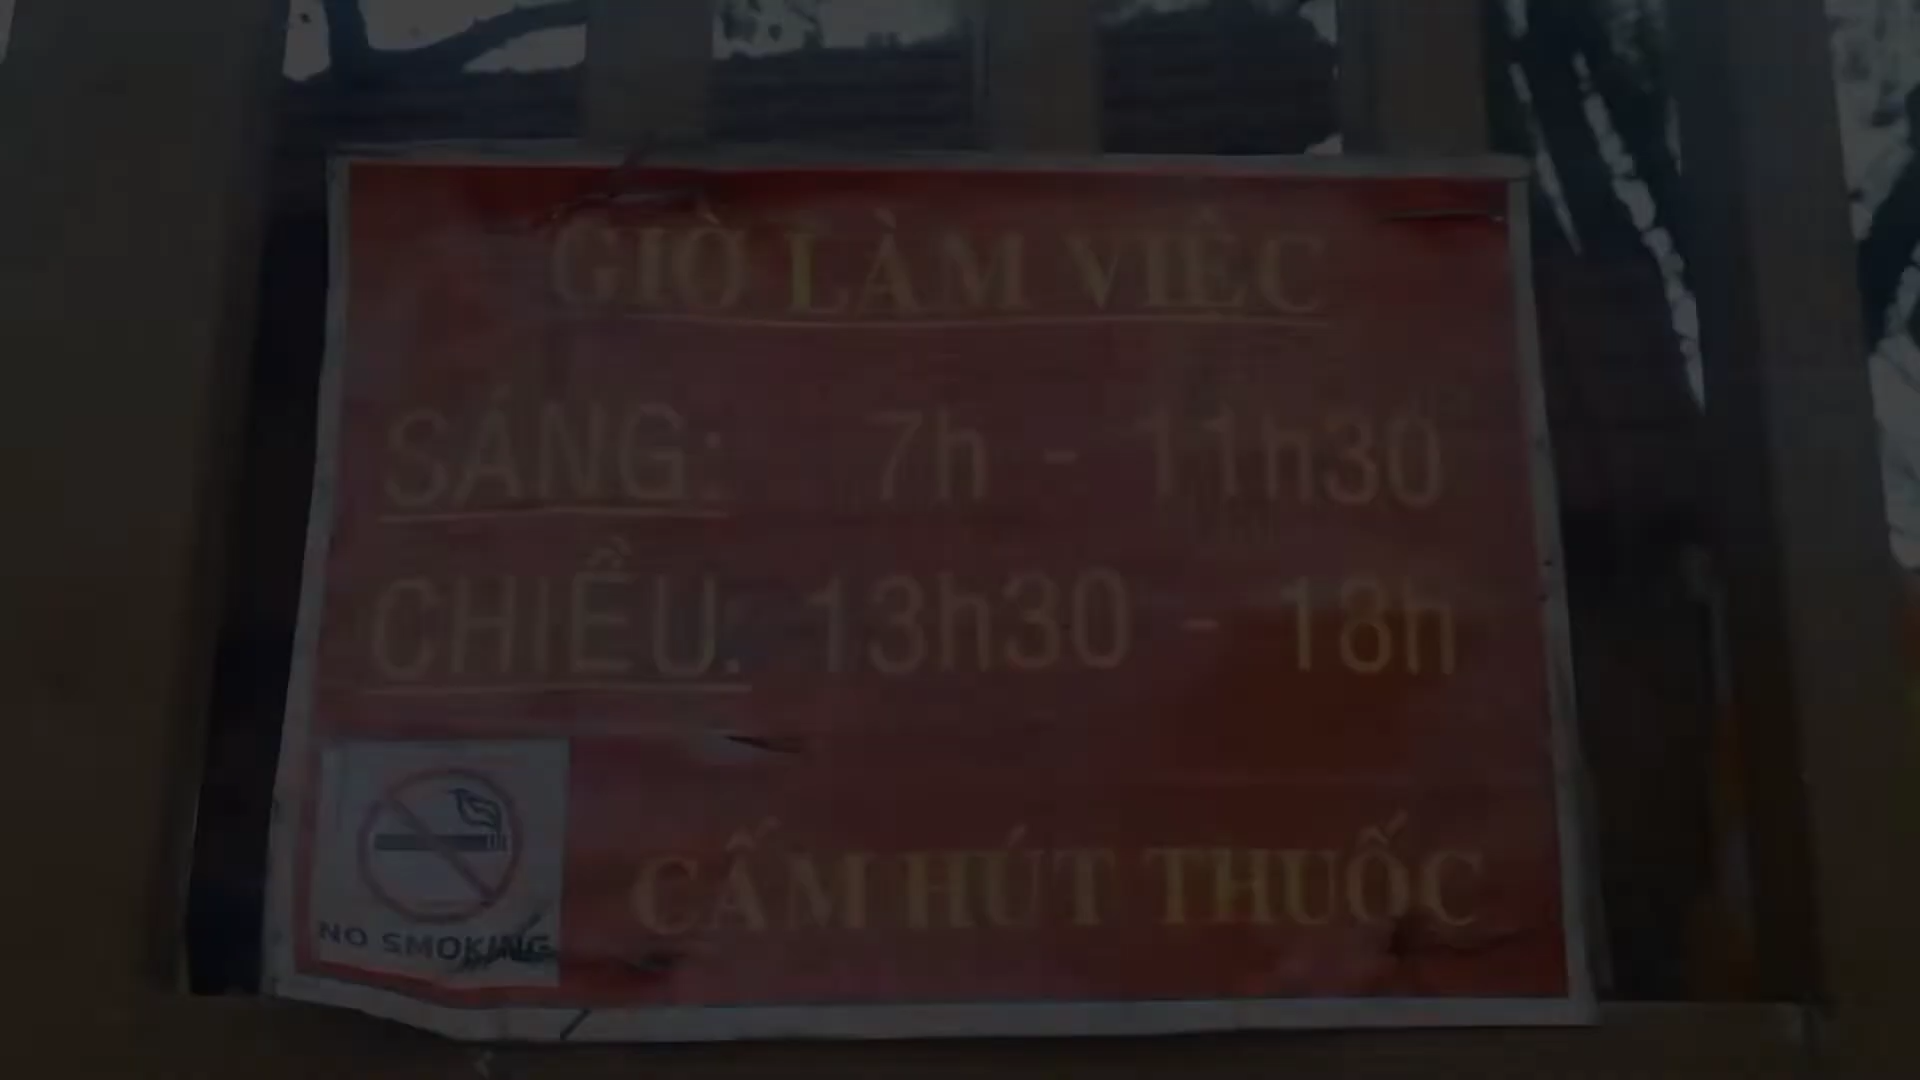 GIỜ LÀM VIỆC
SÁNG: 7h - 11h30
CHIỀU: 13h30 - 18h
NO SMOKING
CẤM HÚT THUỐC